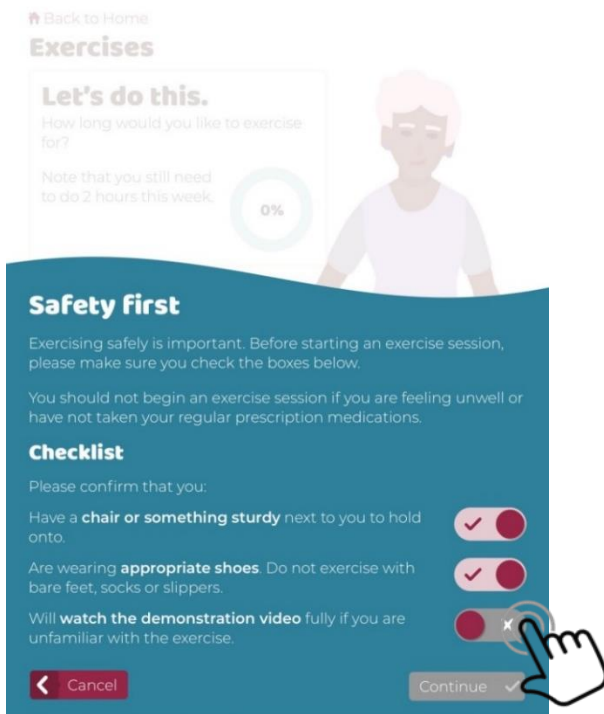 Back to Home
Exercises
Let's do this.
How long would you like to exercise
for?
Note that you still need
to do 2 hours this week.
0%
Safety first
Exercising safely is important. Before starting an exercise session,
please make sure you check the boxes below.
You should not begin an exercise session if you are feeling unwell or
have not taken your regular prescription medications.
Checklist
Please confirm that you:
Have a chair or something sturdy next to you to hold
onto.
Are wearing appropriate shoes. Do not exercise with
bare feet, socks or slippers.
Will watch the demonstration video fully if you are
unfamiliar with the exercise.
Cancel
Continue